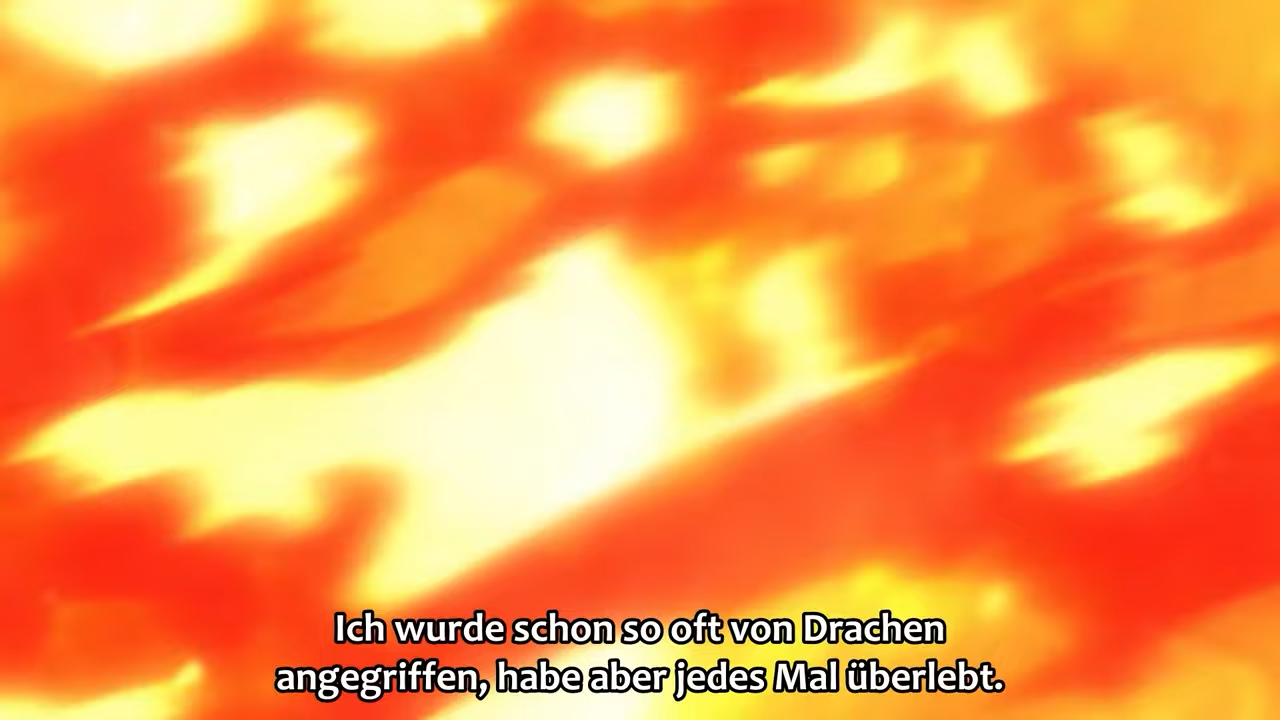 Ich wurde schon so oft von Drachen
angegriffen, habe aber jedes Mal überlebt.